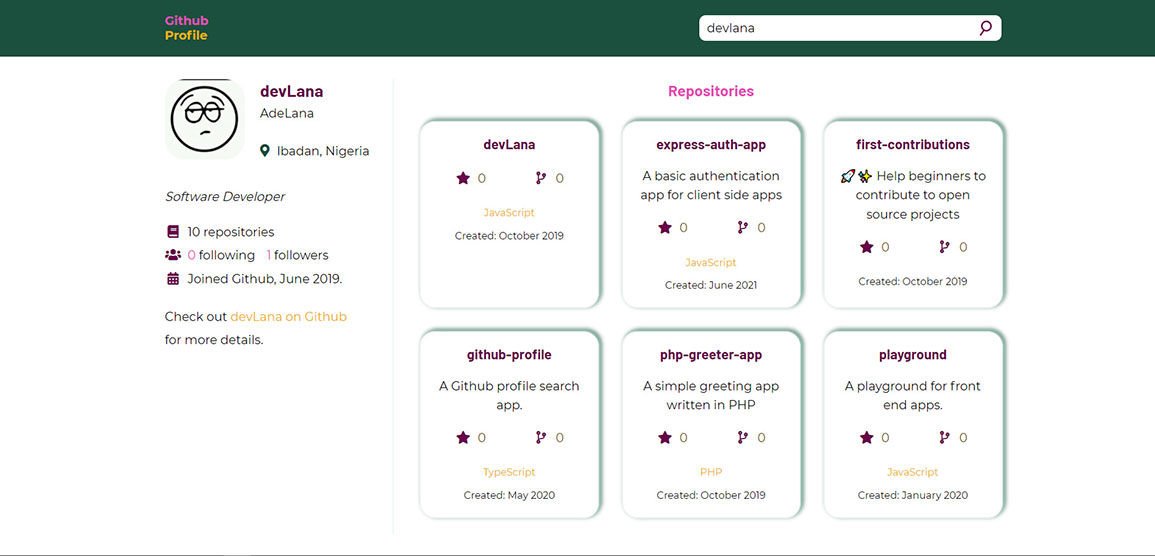 Github
Profile
devlana
devLana
AdeLana
Ibadan, Nigeria
Software Developer
10 repositories
0 following 1 followers
Joined Github, June 2019.
Check out devLana on Github
for more details.
Repositories
devLana
0 0
JavaScript
Created: October 2019
express-auth-app
A basic authentication
app for client side apps
0 0
JavaScript
Created: June 2021
first-contributions
🚀✨ Help beginners to
contribute to open
source projects
0 0
Created: October 2019
github-profile
A Github profile search
app.
0 0
TypeScript
Created: May 2020
php-greeter-app
A simple greeting app
written in PHP
0 0
PHP
Created: October 2019
playground
A playground for front
end apps.
0 0
JavaScript
Created: January 2020